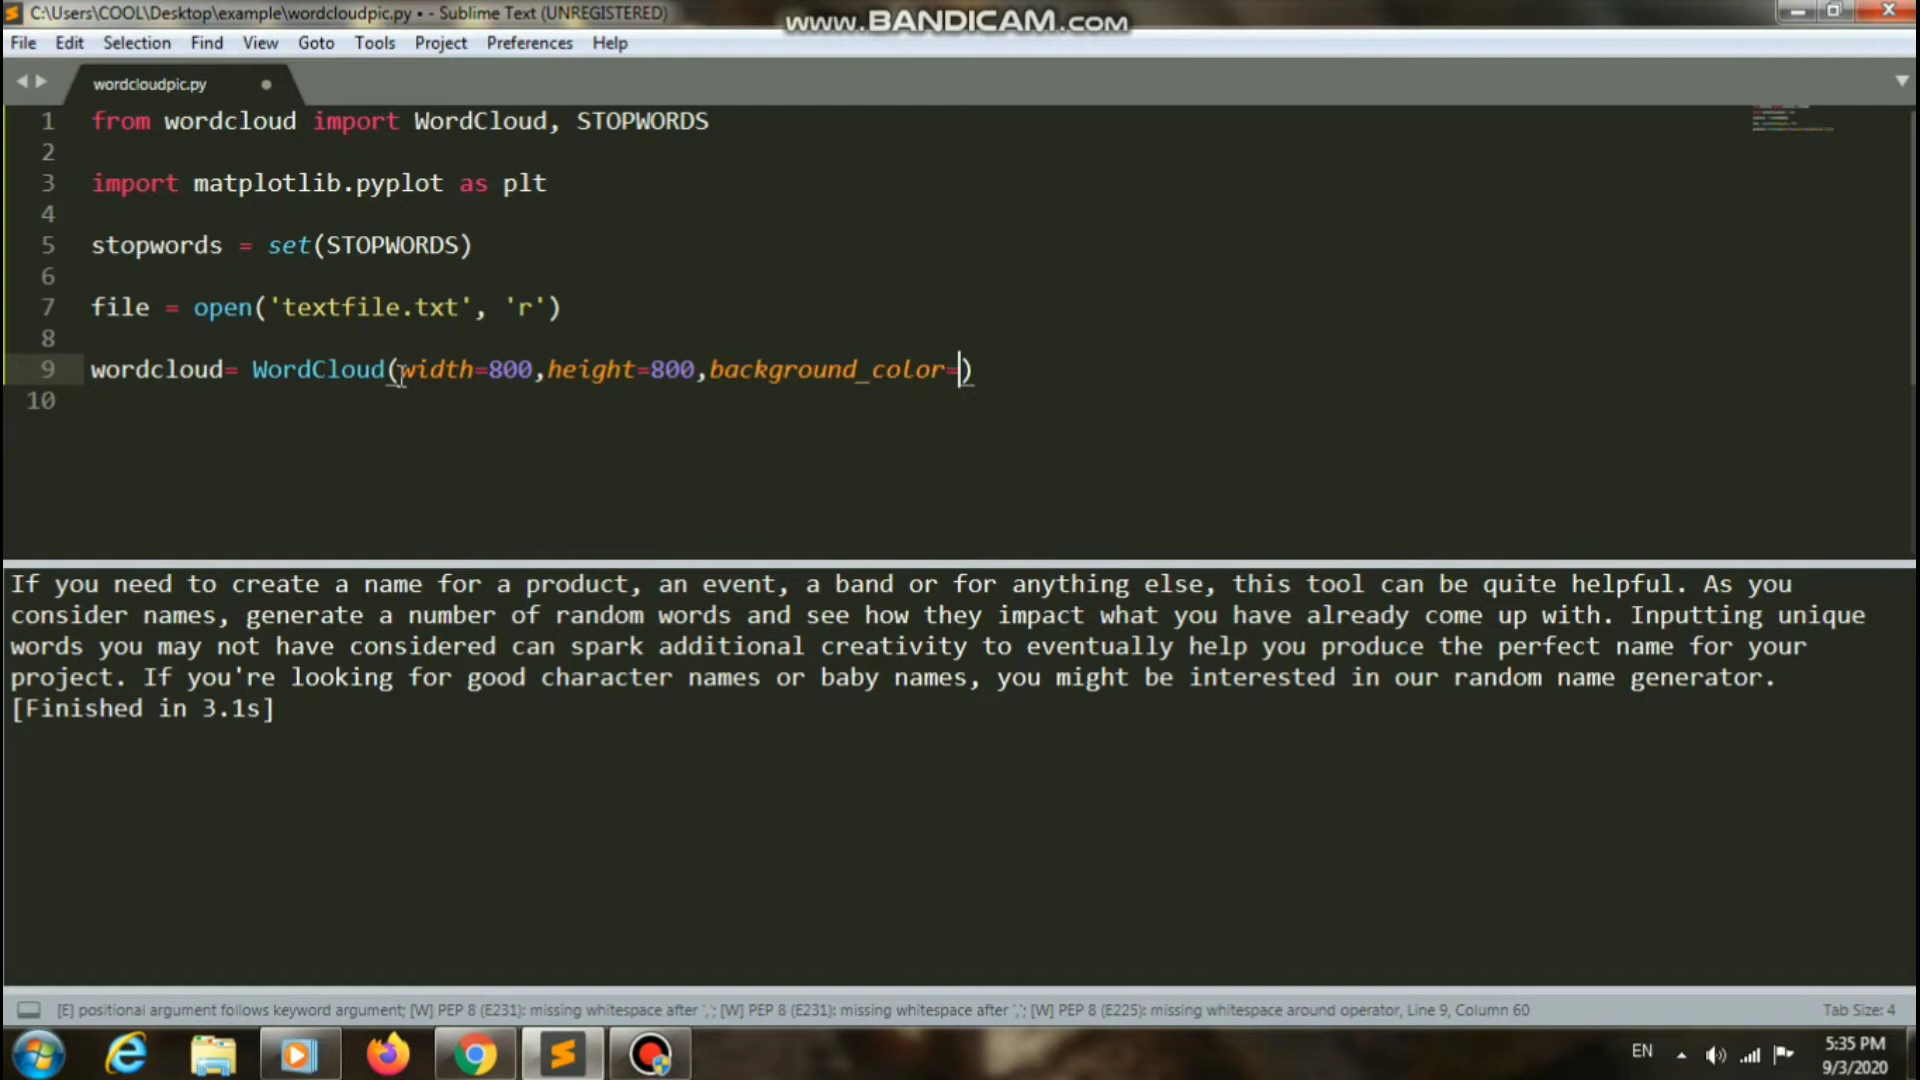 C:\Users\COOL\Desktop\example\wordcloudpic.py • - Sublime Text (UNREGISTERED)
www.BANDICAM.com
File Edit Selection Find View Goto Tools Project Preferences Help
wordcloudpic.py
1 from wordcloud import WordCloud, STOPWORDS
2
3 import matplotlib.pyplot as plt
4
5 stopwords = set(STOPWORDS)
6
7 file = open('textfile.txt', 'r')
8
9 wordcloud= WordCloud(width=800,height=800,background_color=)
10
If you need to create a name for a product, an event, a band or for anything else, this tool can be quite helpful. As you
consider names, generate a number of random words and see how they impact what you have already come up with. Inputting unique
words you may not have considered can spark additional creativity to eventually help you produce the perfect name for your
project. If you're looking for good character names or baby names, you might be interested in our random name generator.
[Finished in 3.1s]
[E] positional argument follows keyword argument; [W] PEP 8 (E231): missing whitespace after ','; [W] PEP 8 (E231): missing whitespace after ','; [W] PEP 8 (E225): missing whitespace around operator, Line 9, Column 60
Tab Size: 4
EN
5:35 PM
9/3/2020